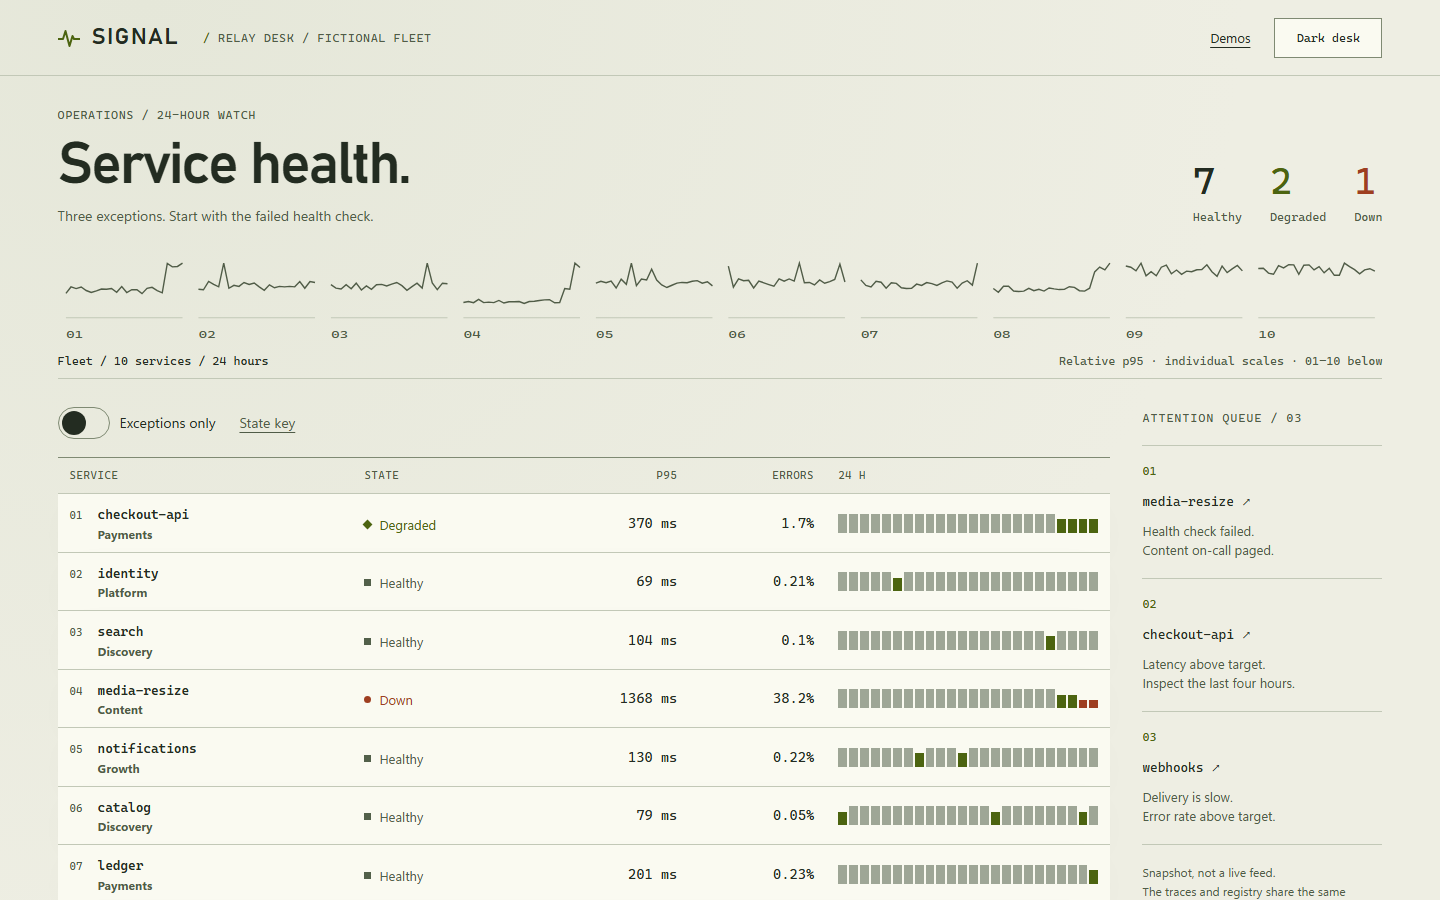 SIGNAL / RELAY DESK / FICTIONAL FLEET
Demos
Dark desk
OPERATIONS / 24-HOUR WATCH
Service health.
Three exceptions. Start with the failed health check.
7 2 1
Healthy Degraded Down
01 02 03 04 05 06 07 08 09 10
Fleet / 10 services / 24 hours
Relative p95 · individual scales · 01–10 below
Exceptions only State key
SERVICE STATE P95 ERRORS 24 H
01 checkout-api Degraded 370 ms 1.7%
Payments
02 identity Healthy 69 ms 0.21%
Platform
03 search Healthy 104 ms 0.1%
Discovery
04 media-resize Down 1368 ms 38.2%
Content
05 notifications Healthy 130 ms 0.22%
Growth
06 catalog Healthy 79 ms 0.05%
Discovery
07 ledger Healthy 201 ms 0.23%
Payments
ATTENTION QUEUE / 03
01
media-resize ↗
Health check failed.
Content on-call paged.
02
checkout-api ↗
Latency above target.
Inspect the last four hours.
03
webhooks ↗
Delivery is slow.
Error rate above target.
Snapshot, not a live feed.
The traces and registry share the same